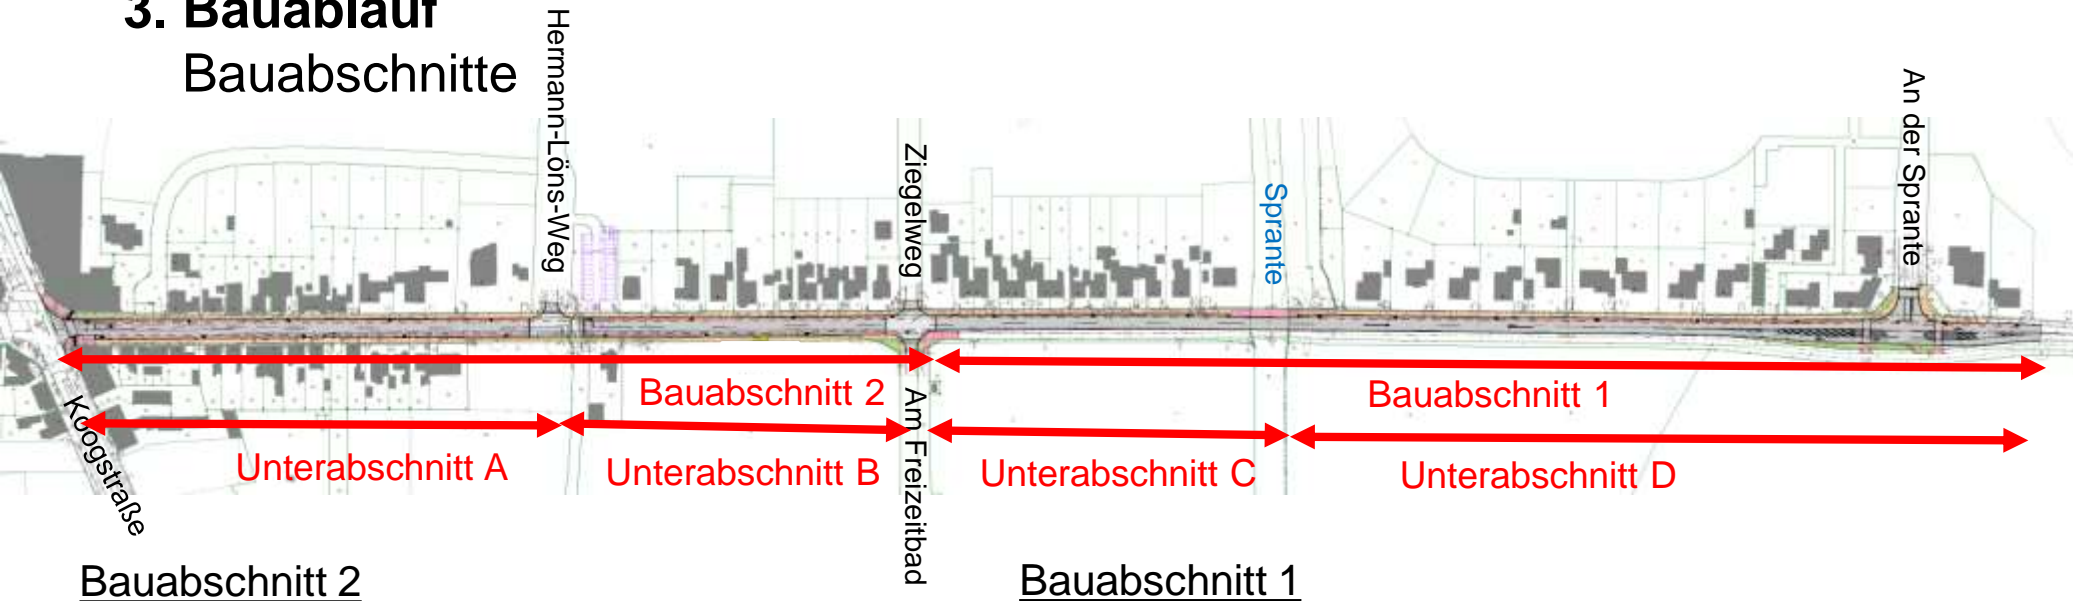 3. Bauablauf
Bauabschnitte
Hermann-Löns-Weg
Ziegelweg
Sprante
An der Sprante
Bauabschnitt 2
Bauabschnitt 1
Koogstraße
Am Freizeitbad
Unterabschnitt A
Unterabschnitt B
Unterabschnitt C
Unterabschnitt D
Bauabschnitt 2
Bauabschnitt 1